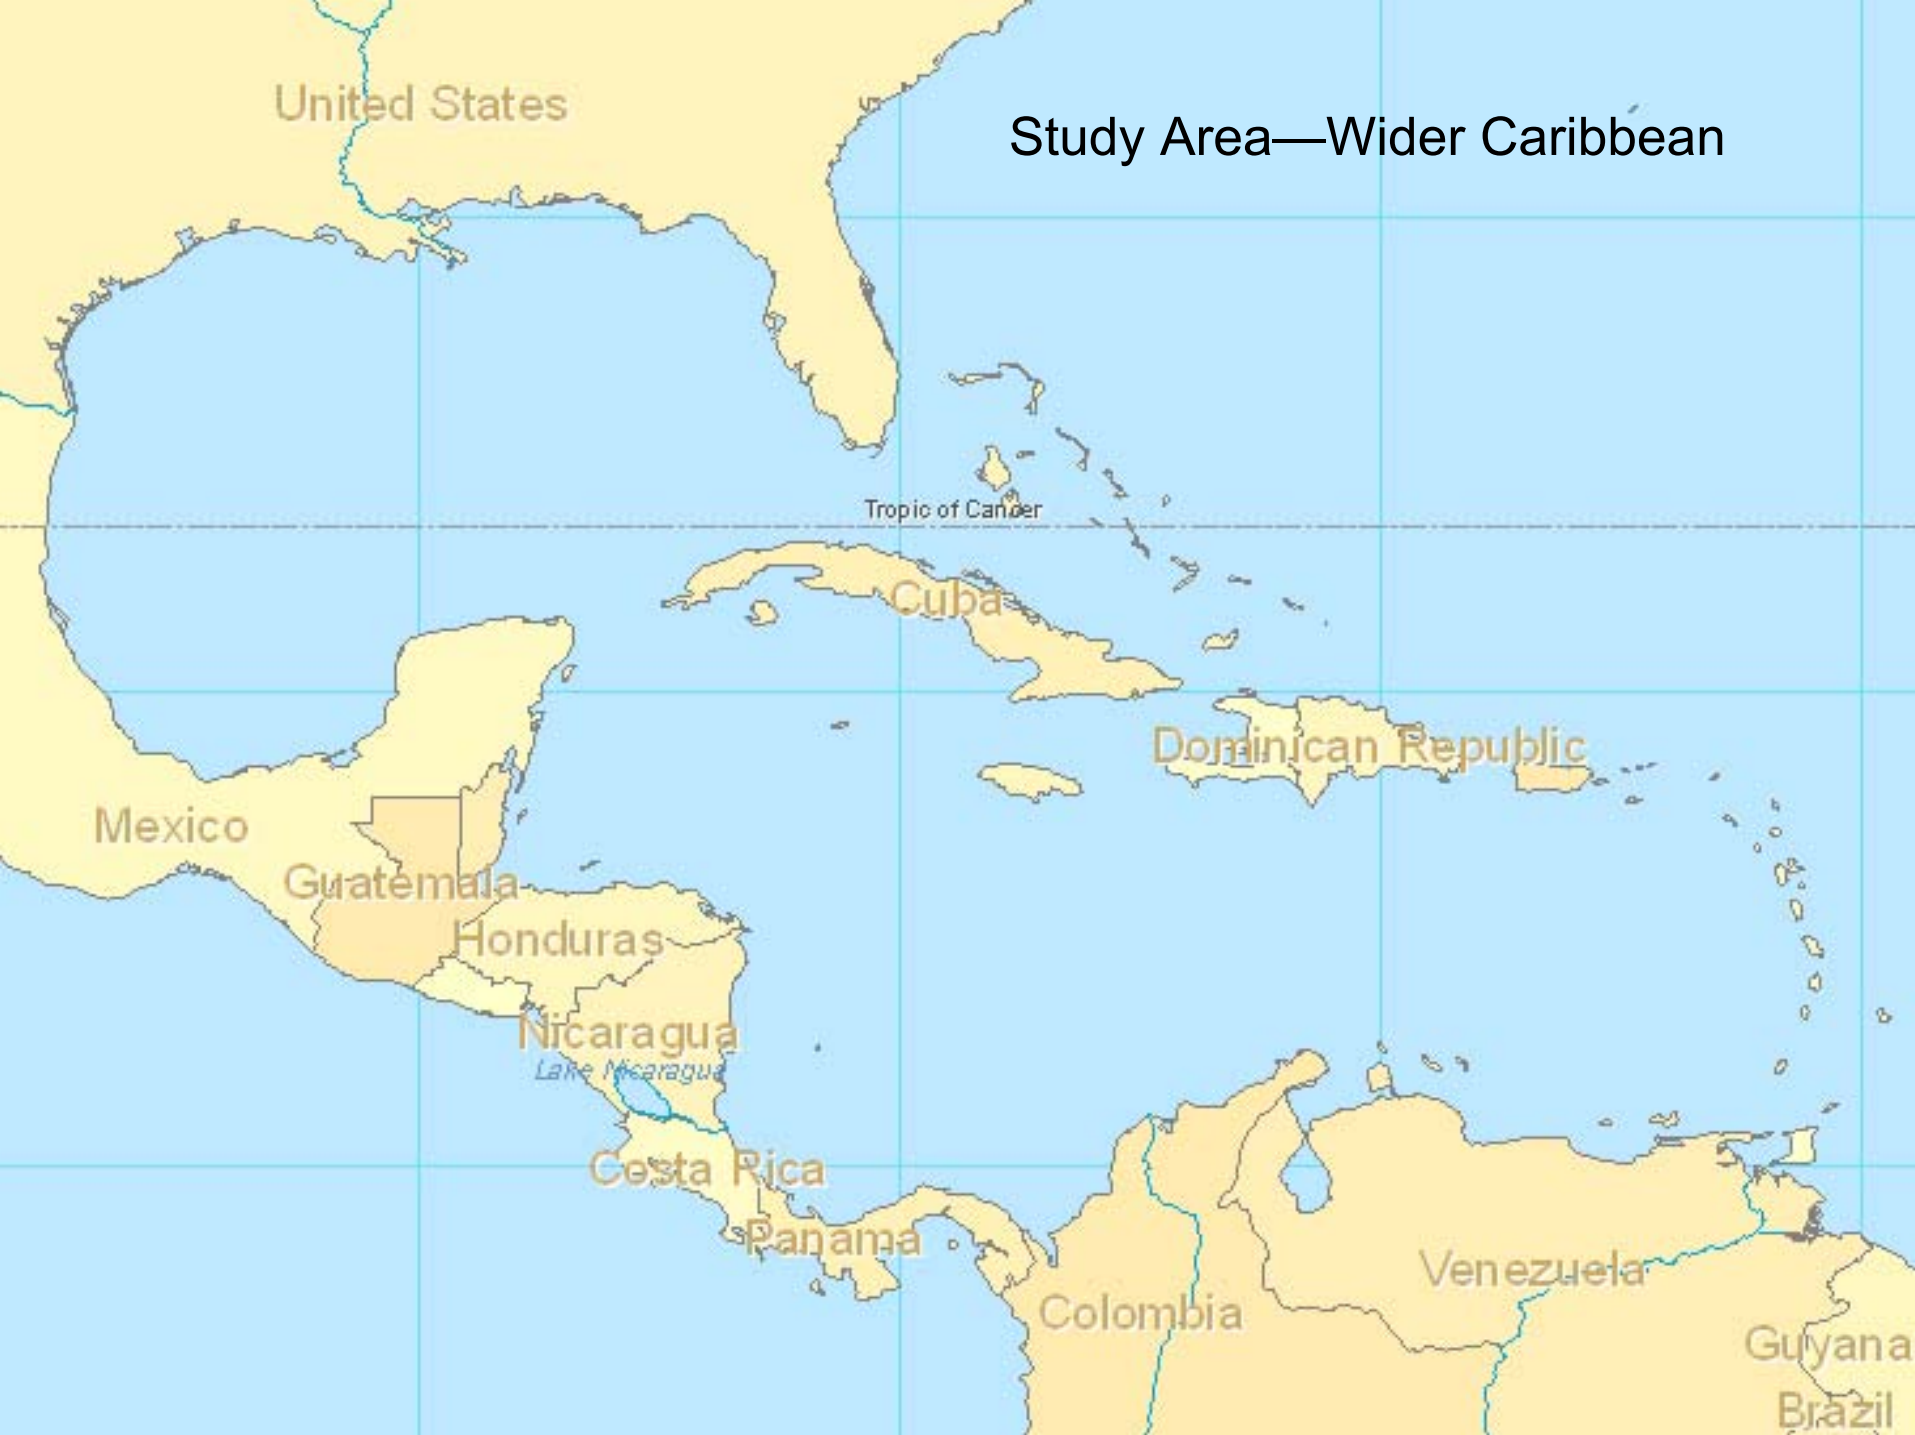 United States
Study Area—Wider Caribbean
Tropic of Cancer
Cuba
Dominican Republic
Mexico
Guatemala
Honduras
Nicaragua
Lake Nicaragua
Costa Rica
Panama
Venezuela
Colombia
Guyana
Brazil